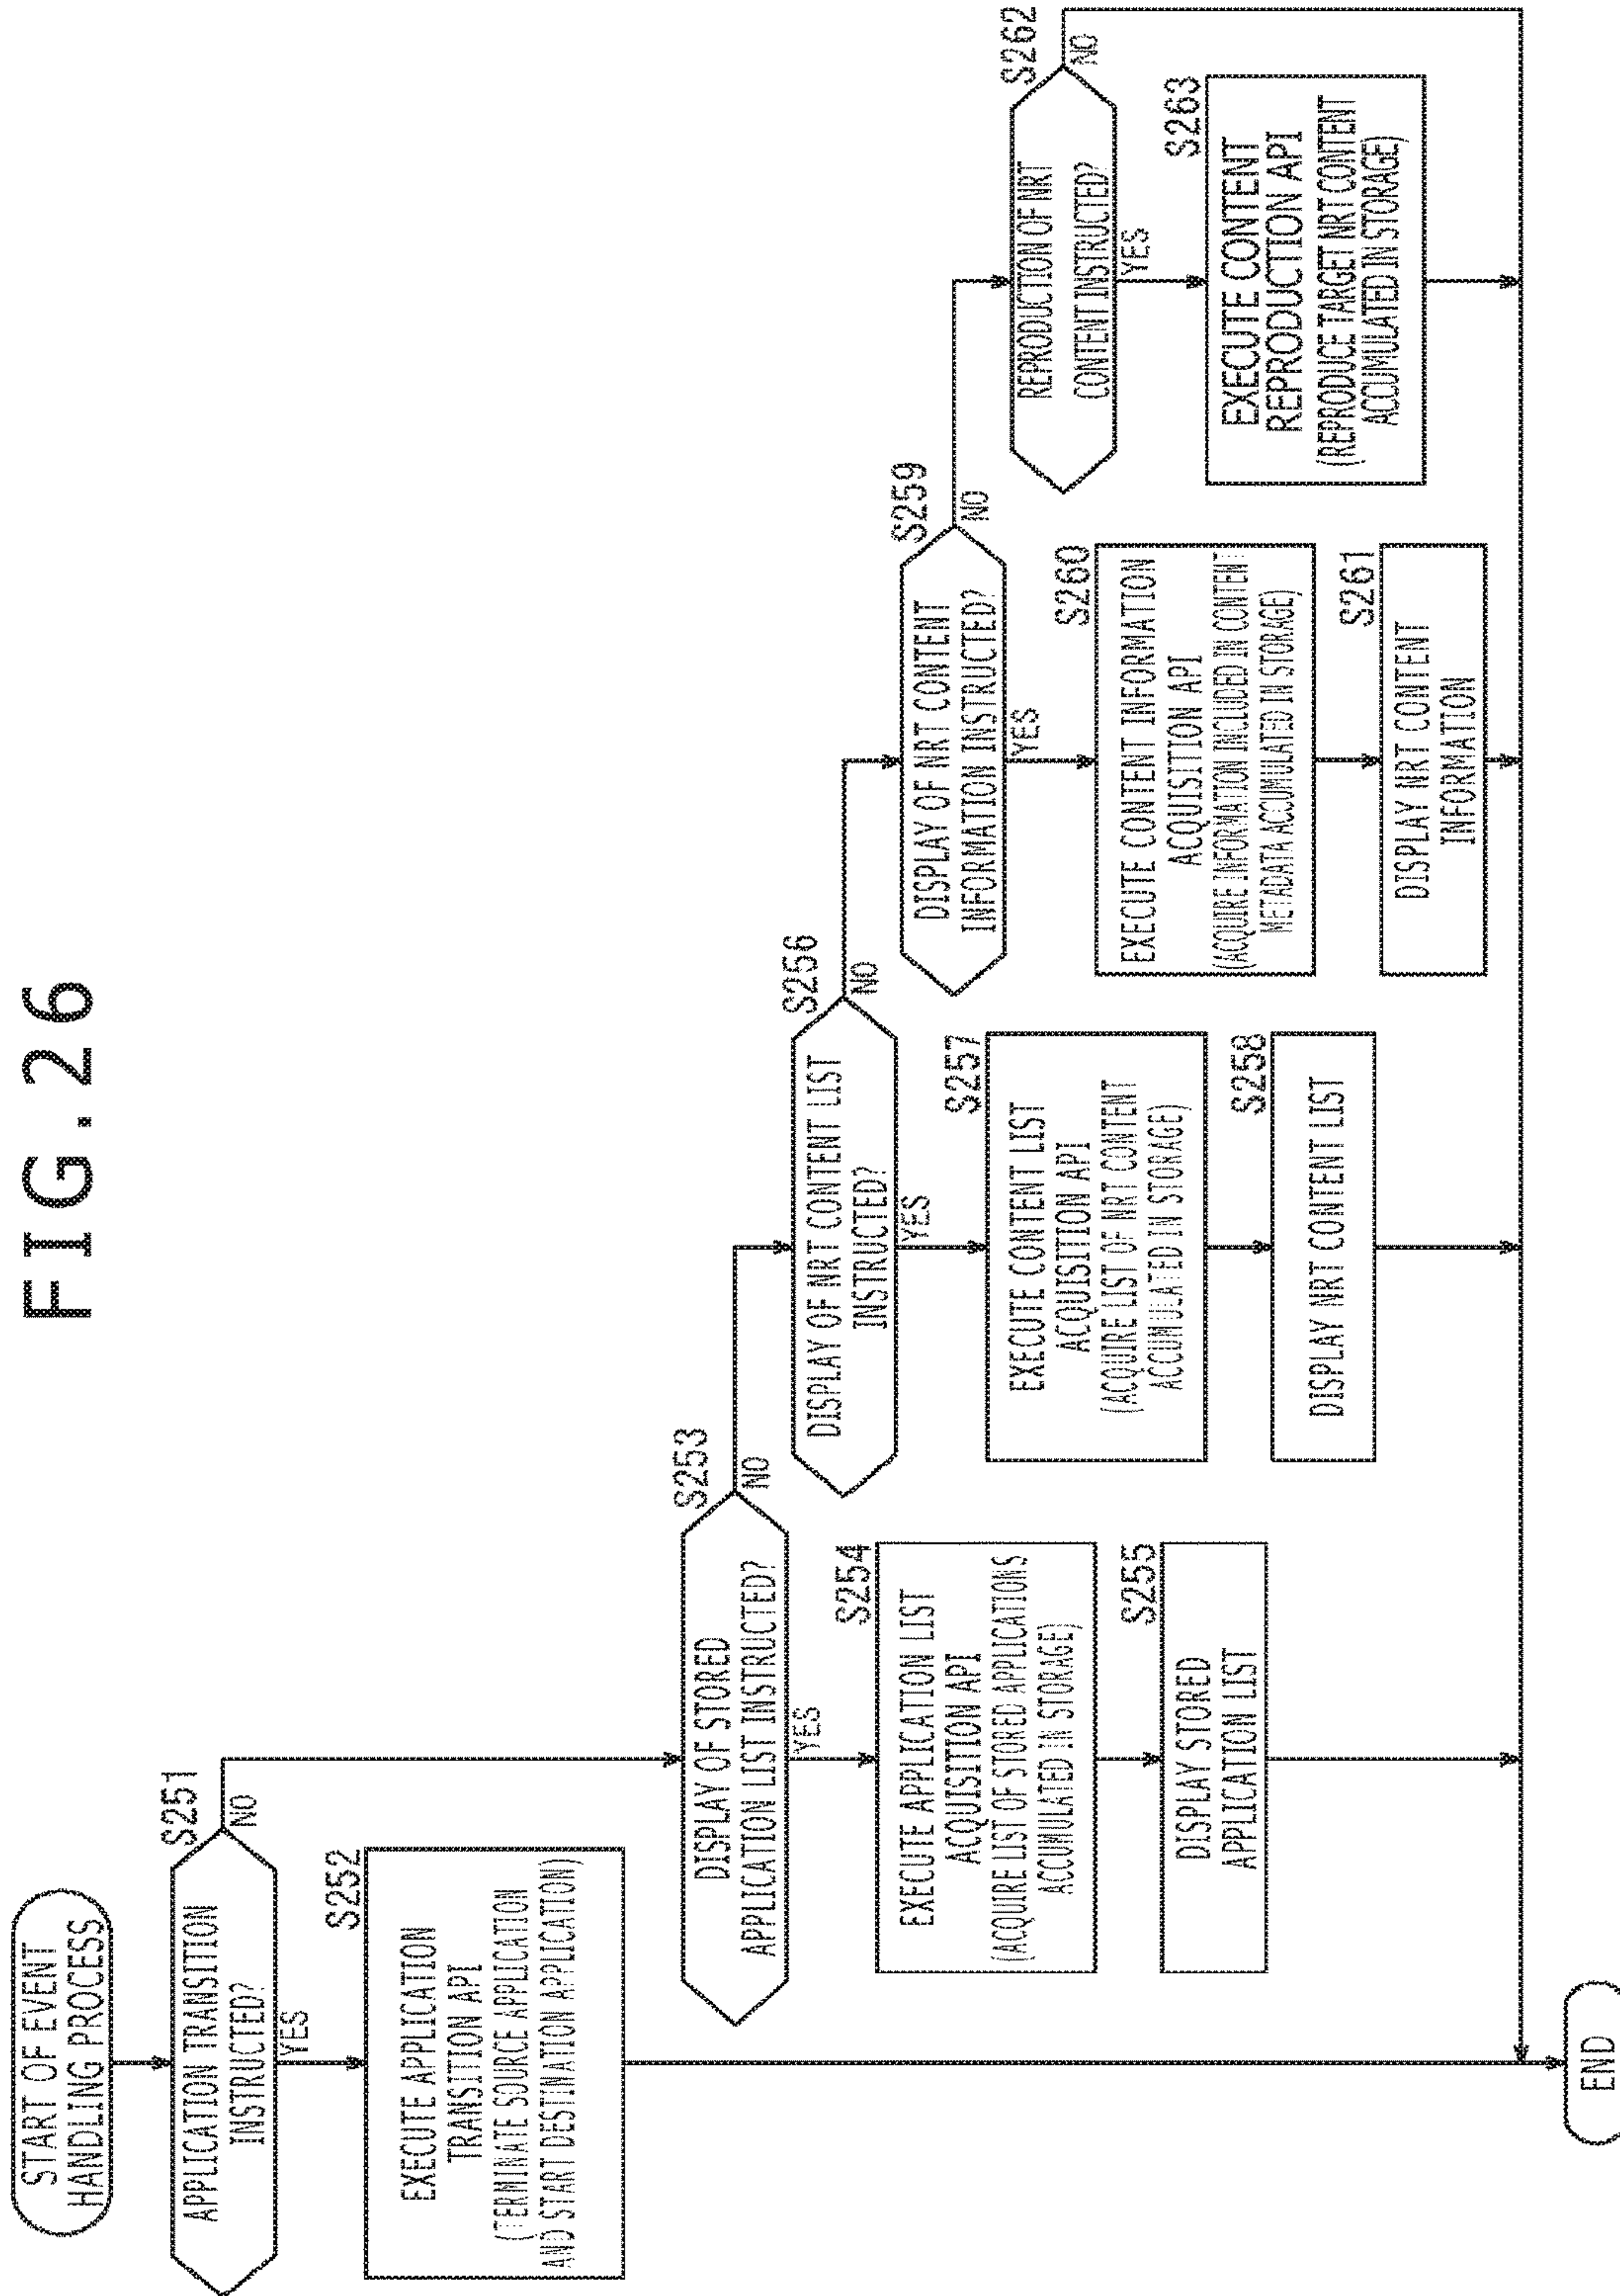 FIG.26
START OF EVENT
HANDLING PROCESS
S251
APPLICATION TRANSITION
INSTRUCTED?
NO
YES
S252
EXECUTE APPLICATION
TRANSITION API
(TERMINATE SOURCE APPLICATION
AND START DESTINATION APPLICATION)
S253
DISPLAY OF STORED
APPLICATION LIST INSTRUCTED?
NO
YES
S254
EXECUTE APPLICATION LIST
ACQUISITION API
(ACQUIRE LIST OF STORED APPLICATIONS
ACCUMULATED IN STORAGE)
S255
DISPLAY STORED
APPLICATION LIST
S256
DISPLAY OF NRT CONTENT LIST
INSTRUCTED?
NO
YES
S257
EXECUTE CONTENT LIST
ACQUISITION API
(ACQUIRE LIST OF NRT CONTENT
ACCUMULATED IN STORAGE)
S258
DISPLAY NRT CONTENT LIST
S259
DISPLAY OF NRT CONTENT
INFORMATION INSTRUCTED?
NO
YES
S260
EXECUTE CONTENT INFORMATION
ACQUISITION API
(ACQUIRE INFORMATION INCLUDED IN CONTENT
METADATA ACCUMULATED IN STORAGE)
S261
DISPLAY NRT CONTENT
INFORMATION
S262
REPRODUCTION OF NRT
CONTENT INSTRUCTED?
NO
YES
S263
EXECUTE CONTENT
REPRODUCTION API
(REPRODUCE TARGET NRT CONTENT
ACCUMULATED IN STORAGE)
END